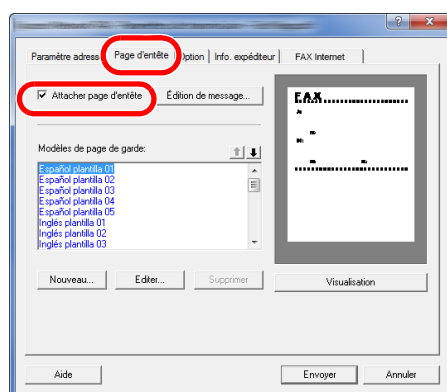 Paramètre adress
Page d'entête
ption
Info. expéditeur
FAX Internet
Attacher page d'entête
Édition de message...
FAX
Modèles de page de garde:
Español plantilla 01
Español plantilla 02
Español plantilla 03
Español plantilla 04
Español plantilla 05
Inglés plantilla 01
Inglés plantilla 02
Inglés plantilla 03
Nouveau...
Editer...
Supprimer
Visualisation
Aide
Envoyer
Annuler